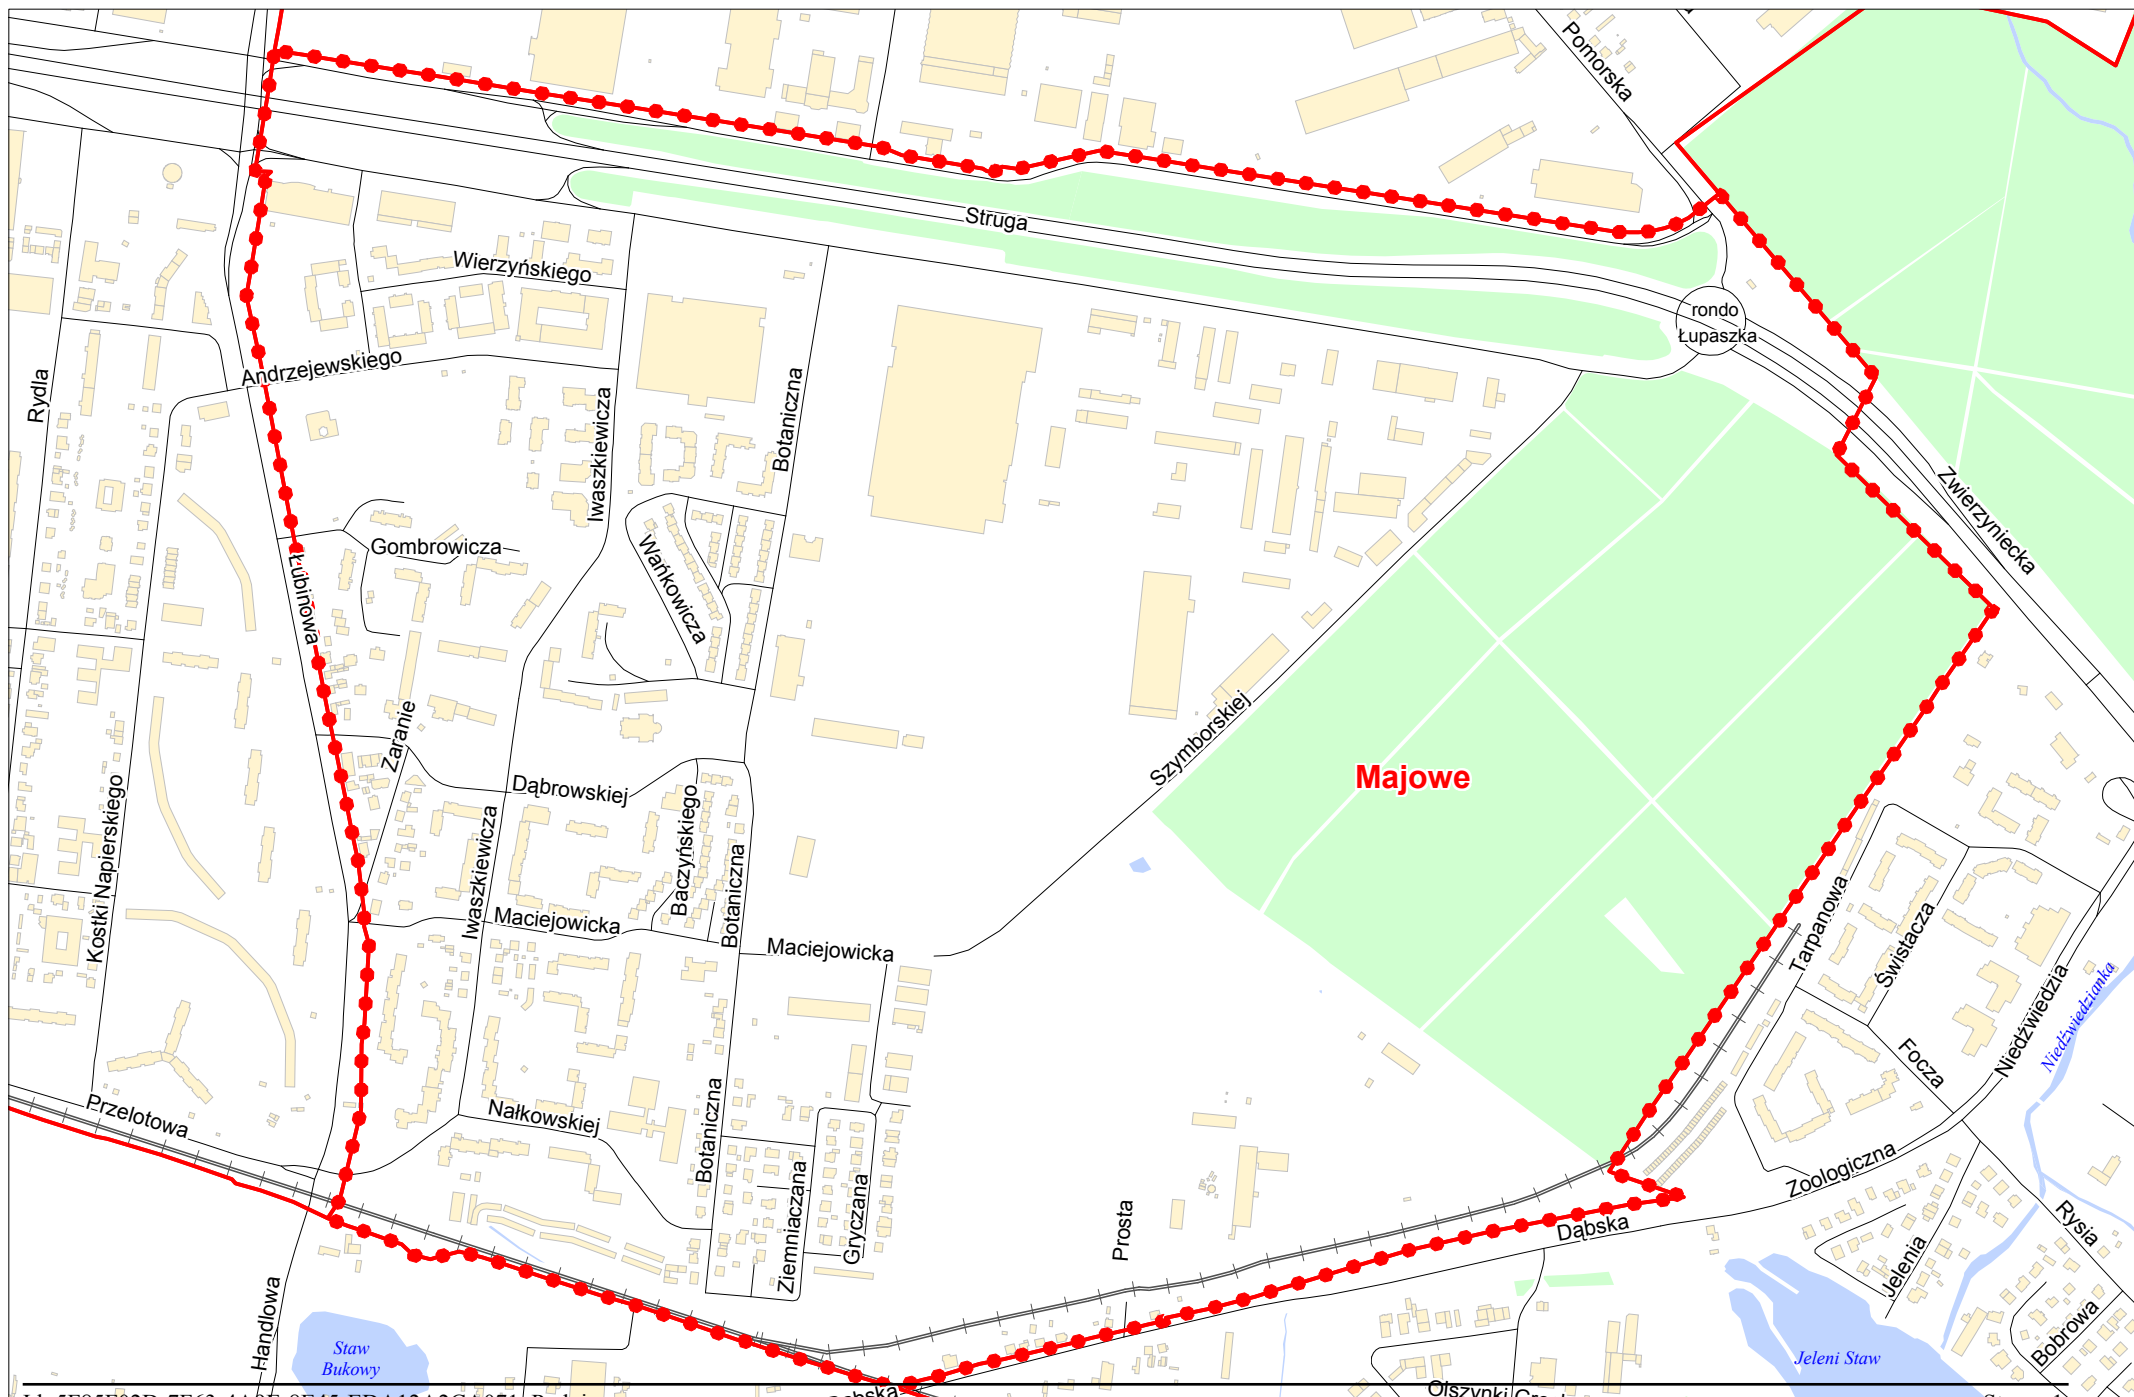 Pomorska
Struga
Wierzyńskiego
rondo
Łupaszka
Andrzejewskiego
Rydla
Iwaszkiewicza
Botaniczna
Zwierzyniecka
Gombrowicza
Wańkowicza
Łubinowa
Zaranie
Szymborskiej
Majowe
Dąbrowskiej
Kostki Napierskiego
Baczyńskiego
Iwaszkiewicza
Botaniczna
Maciejowicka
Maciejowicka
Tarpanowa
Świstacza
Niedźwiedzia
Niedźwiedzianka
Focza
Przelotowa
Nałkowskiej
Botaniczna
Ziemniaczana
Gryczana
Prosta
Zoologiczna
Dąbska
Rysia
Jelenia
Bobrowa
Handlowa
Staw
Bukowy
Jeleni Staw